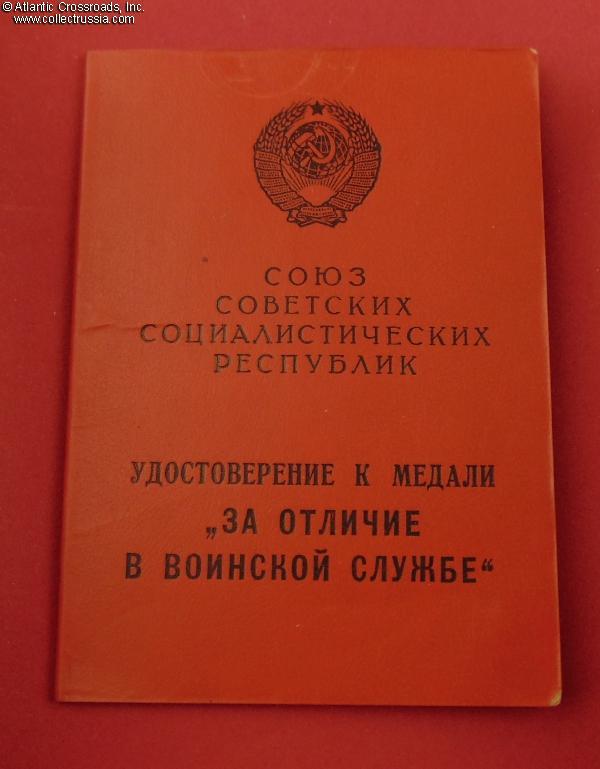 © Atlantic Crossroads, Inc.
www.collectrussia.com
СОЮЗ
СОВЕТСКИХ
СОЦИАЛИСТИЧЕСКИХ
РЕСПУБЛИК
УДОСТОВЕРЕНИЕ К МЕДАЛИ
„ЗА ОТЛИЧИЕ
В ВОИНСКОЙ СЛУЖБЕ“